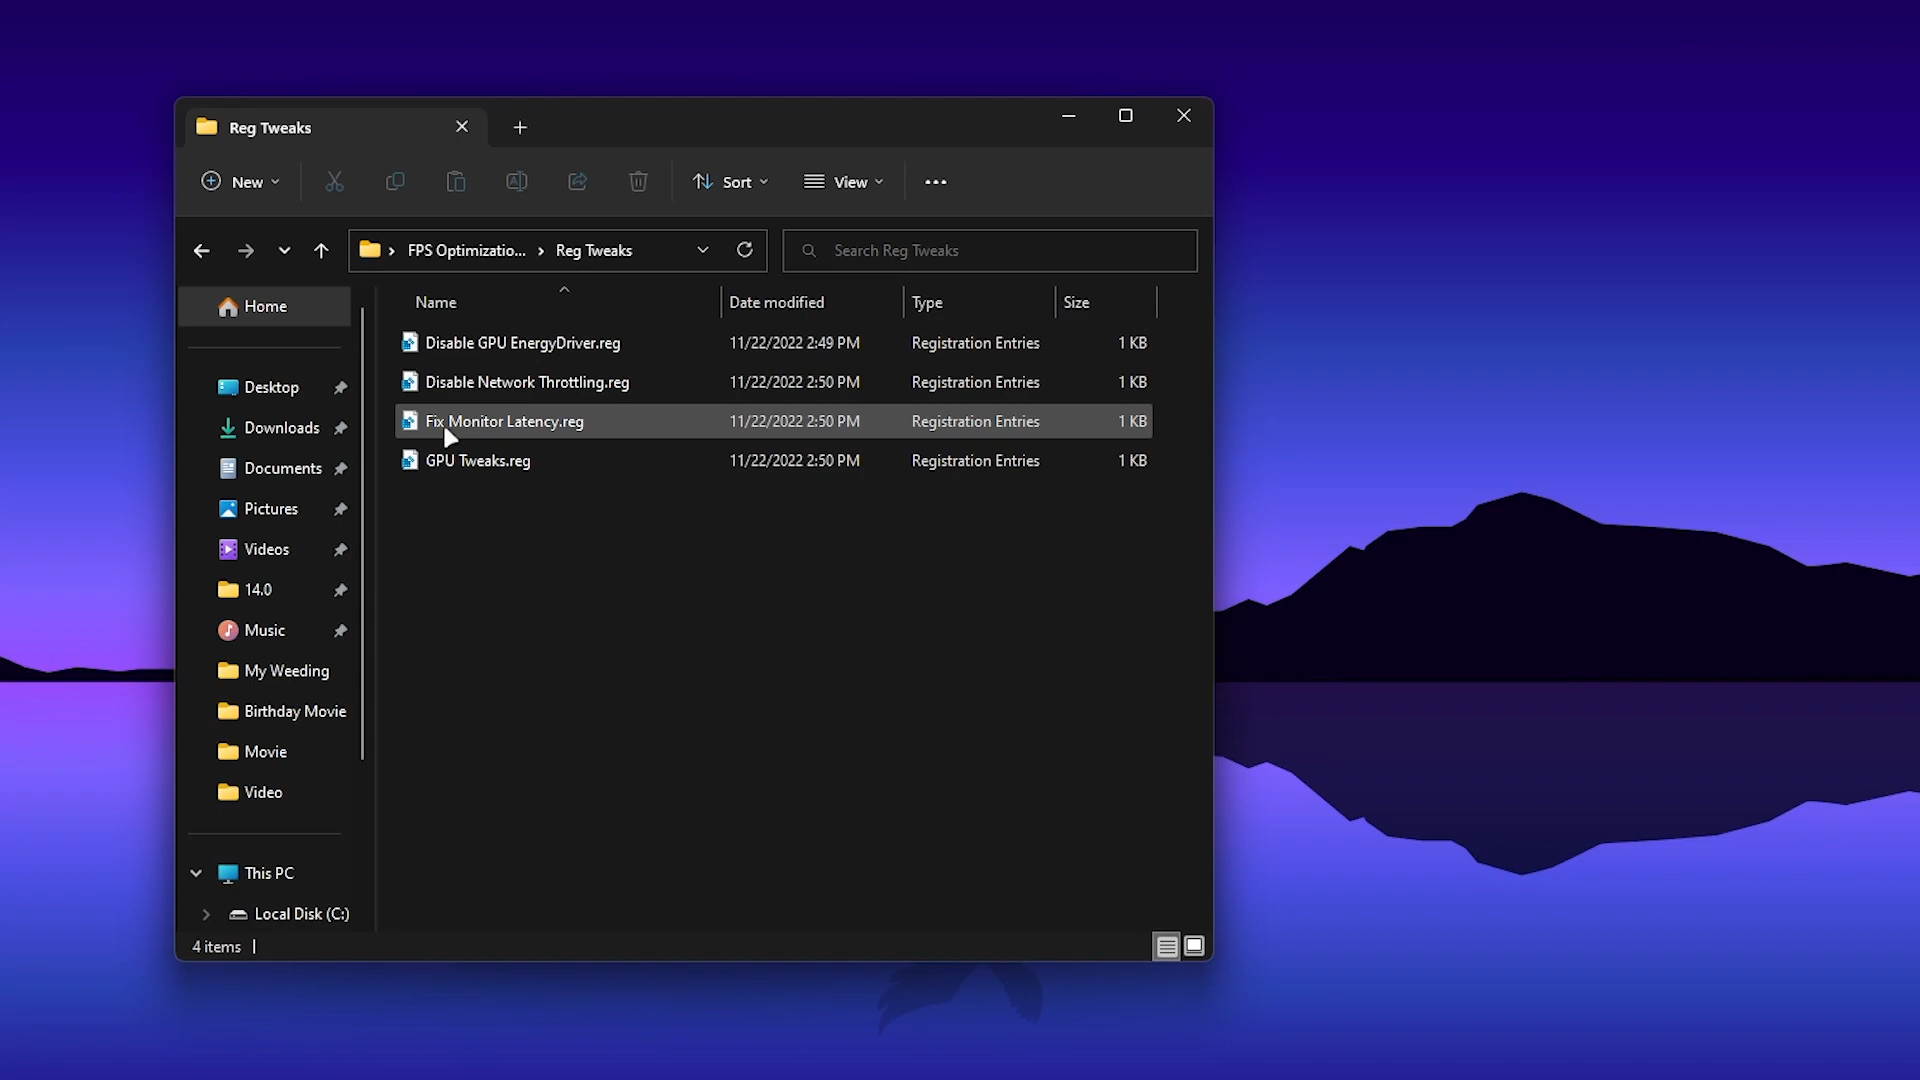 Reg Tweaks
New
Sort
View
FPS Optimizatio... > Reg Tweaks
Search Reg Tweaks
Home
Desktop
Downloads
Documents
Pictures
Videos
14.0
Music
My Weeding
Birthday Movie
Movie
Video
This PC
Local Disk (C:)
Name Date modified Type Size
Disable GPU EnergyDriver.reg 11/22/2022 2:49 PM Registration Entries 1 KB
Disable Network Throttling.reg 11/22/2022 2:50 PM Registration Entries 1 KB
Fix Monitor Latency.reg 11/22/2022 2:50 PM Registration Entries 1 KB
GPU Tweaks.reg 11/22/2022 2:50 PM Registration Entries 1 KB
4 items